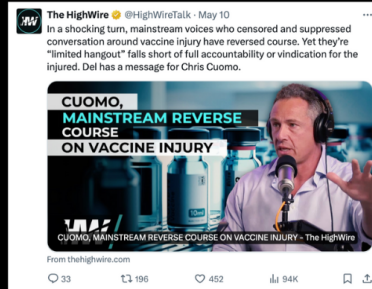 The HighWire @HighWireTalk · May 10
In a shocking turn, mainstream voices who censored and suppressed
conversation around vaccine injury have reversed course. Yet they're
"limited hangout" falls short of full accountability or vindication for the
injured. Del has a message for Chris Cuomo.
CUOMO,
MAINSTREAM REVERSE
COURSE
ON VACCINE INJURY
10ml
HW
CUOMO, MAINSTREAM REVERSE COURSE ON VACCINE INJURY - The HighWire
From thehighwire.com
33 196 452 94K